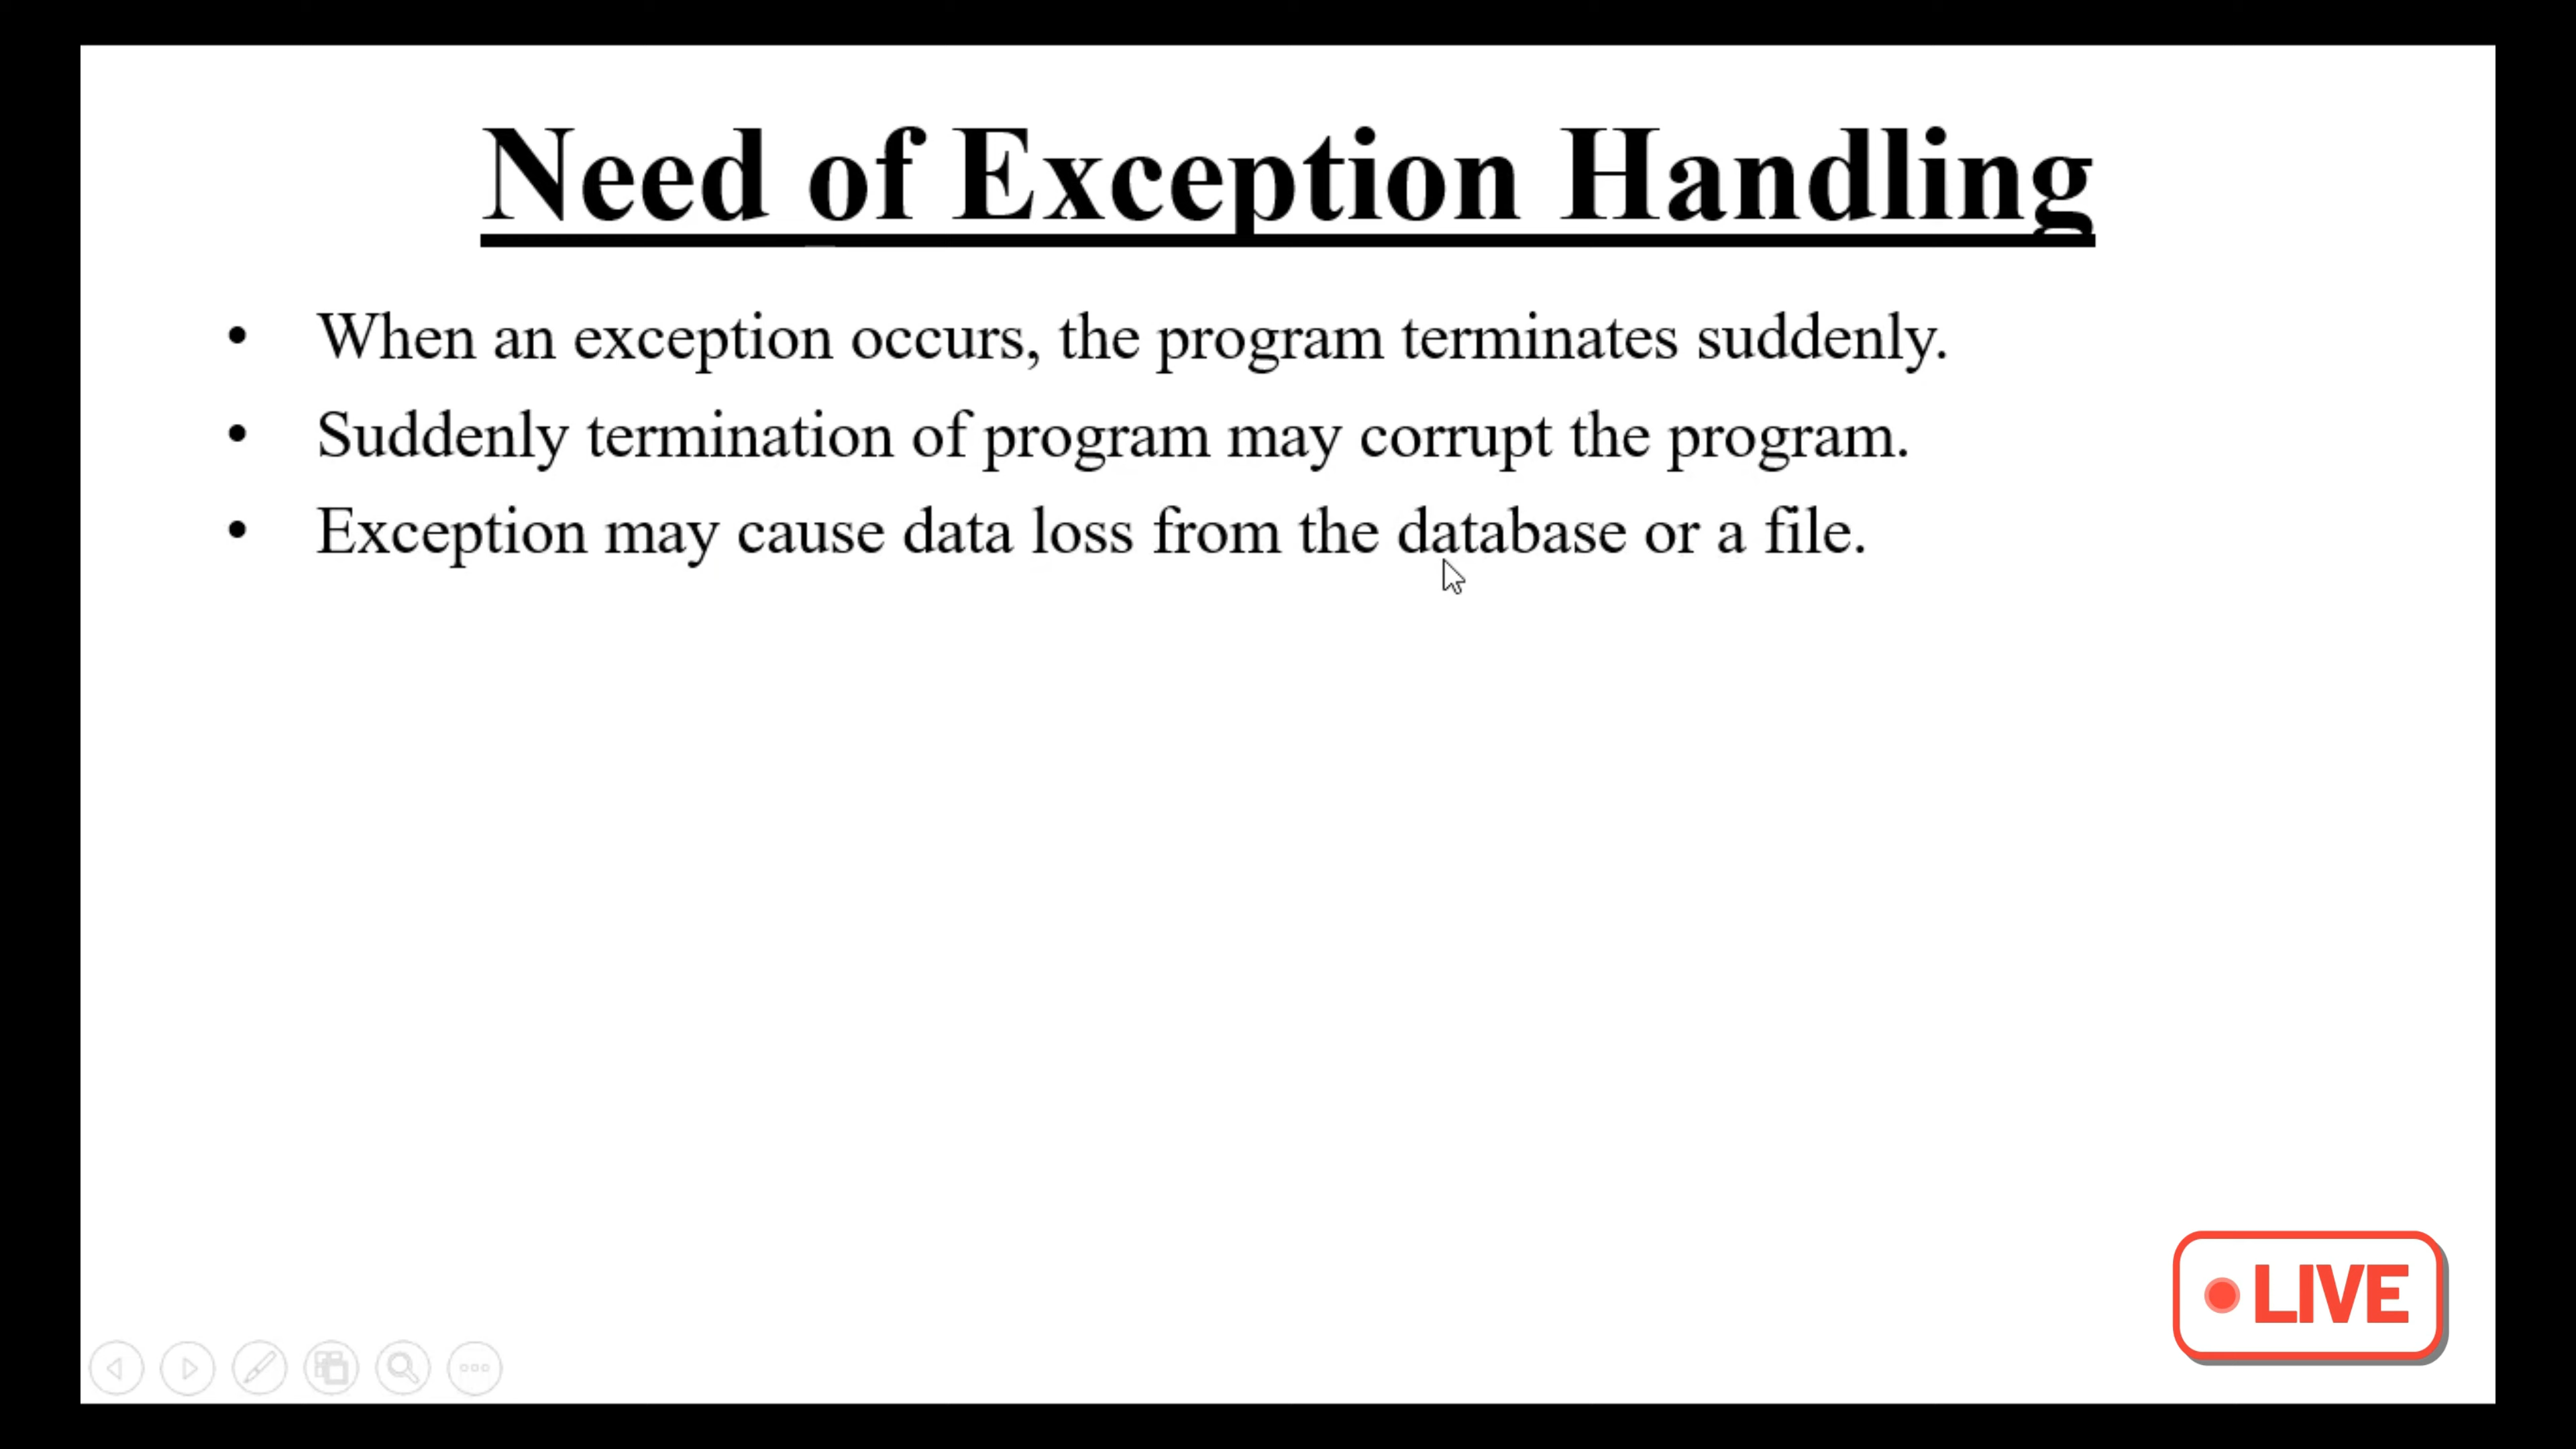 Need of Exception Handling
• When an exception occurs, the program terminates suddenly.
• Suddenly termination of program may corrupt the program.
• Exception may cause data loss from the database or a file.
LIVE